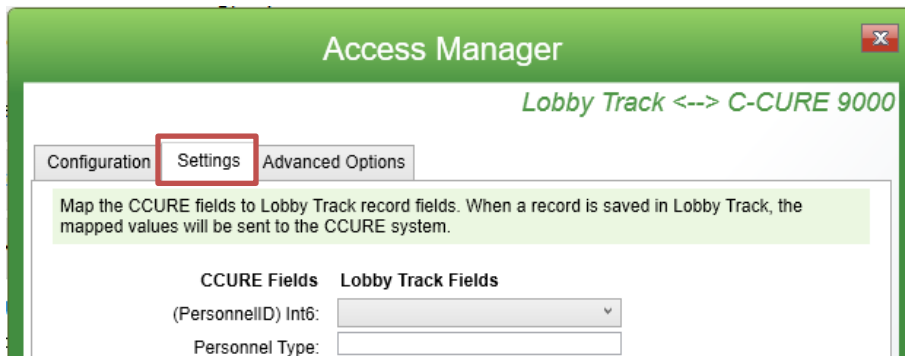 Access Manager
Lobby Track <--> C-CURE 9000
Configuration Settings Advanced Options
Map the CCURE fields to Lobby Track record fields. When a record is saved in Lobby Track, the
mapped values will be sent to the CCURE system.
CCURE Fields Lobby Track Fields
(PersonnelID) Int6:
Personnel Type: